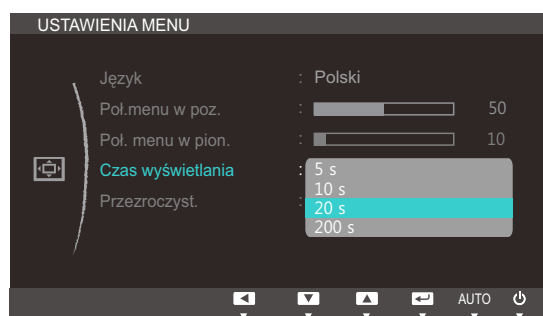 USTAWIENIA MENU
Język : Polski
Poł.menu w poz. : 50
Poł. menu w pion. : 10
Czas wyświetlania : 5 s
10 s
20 s
200 s
Przezroczyst. :
AUTO